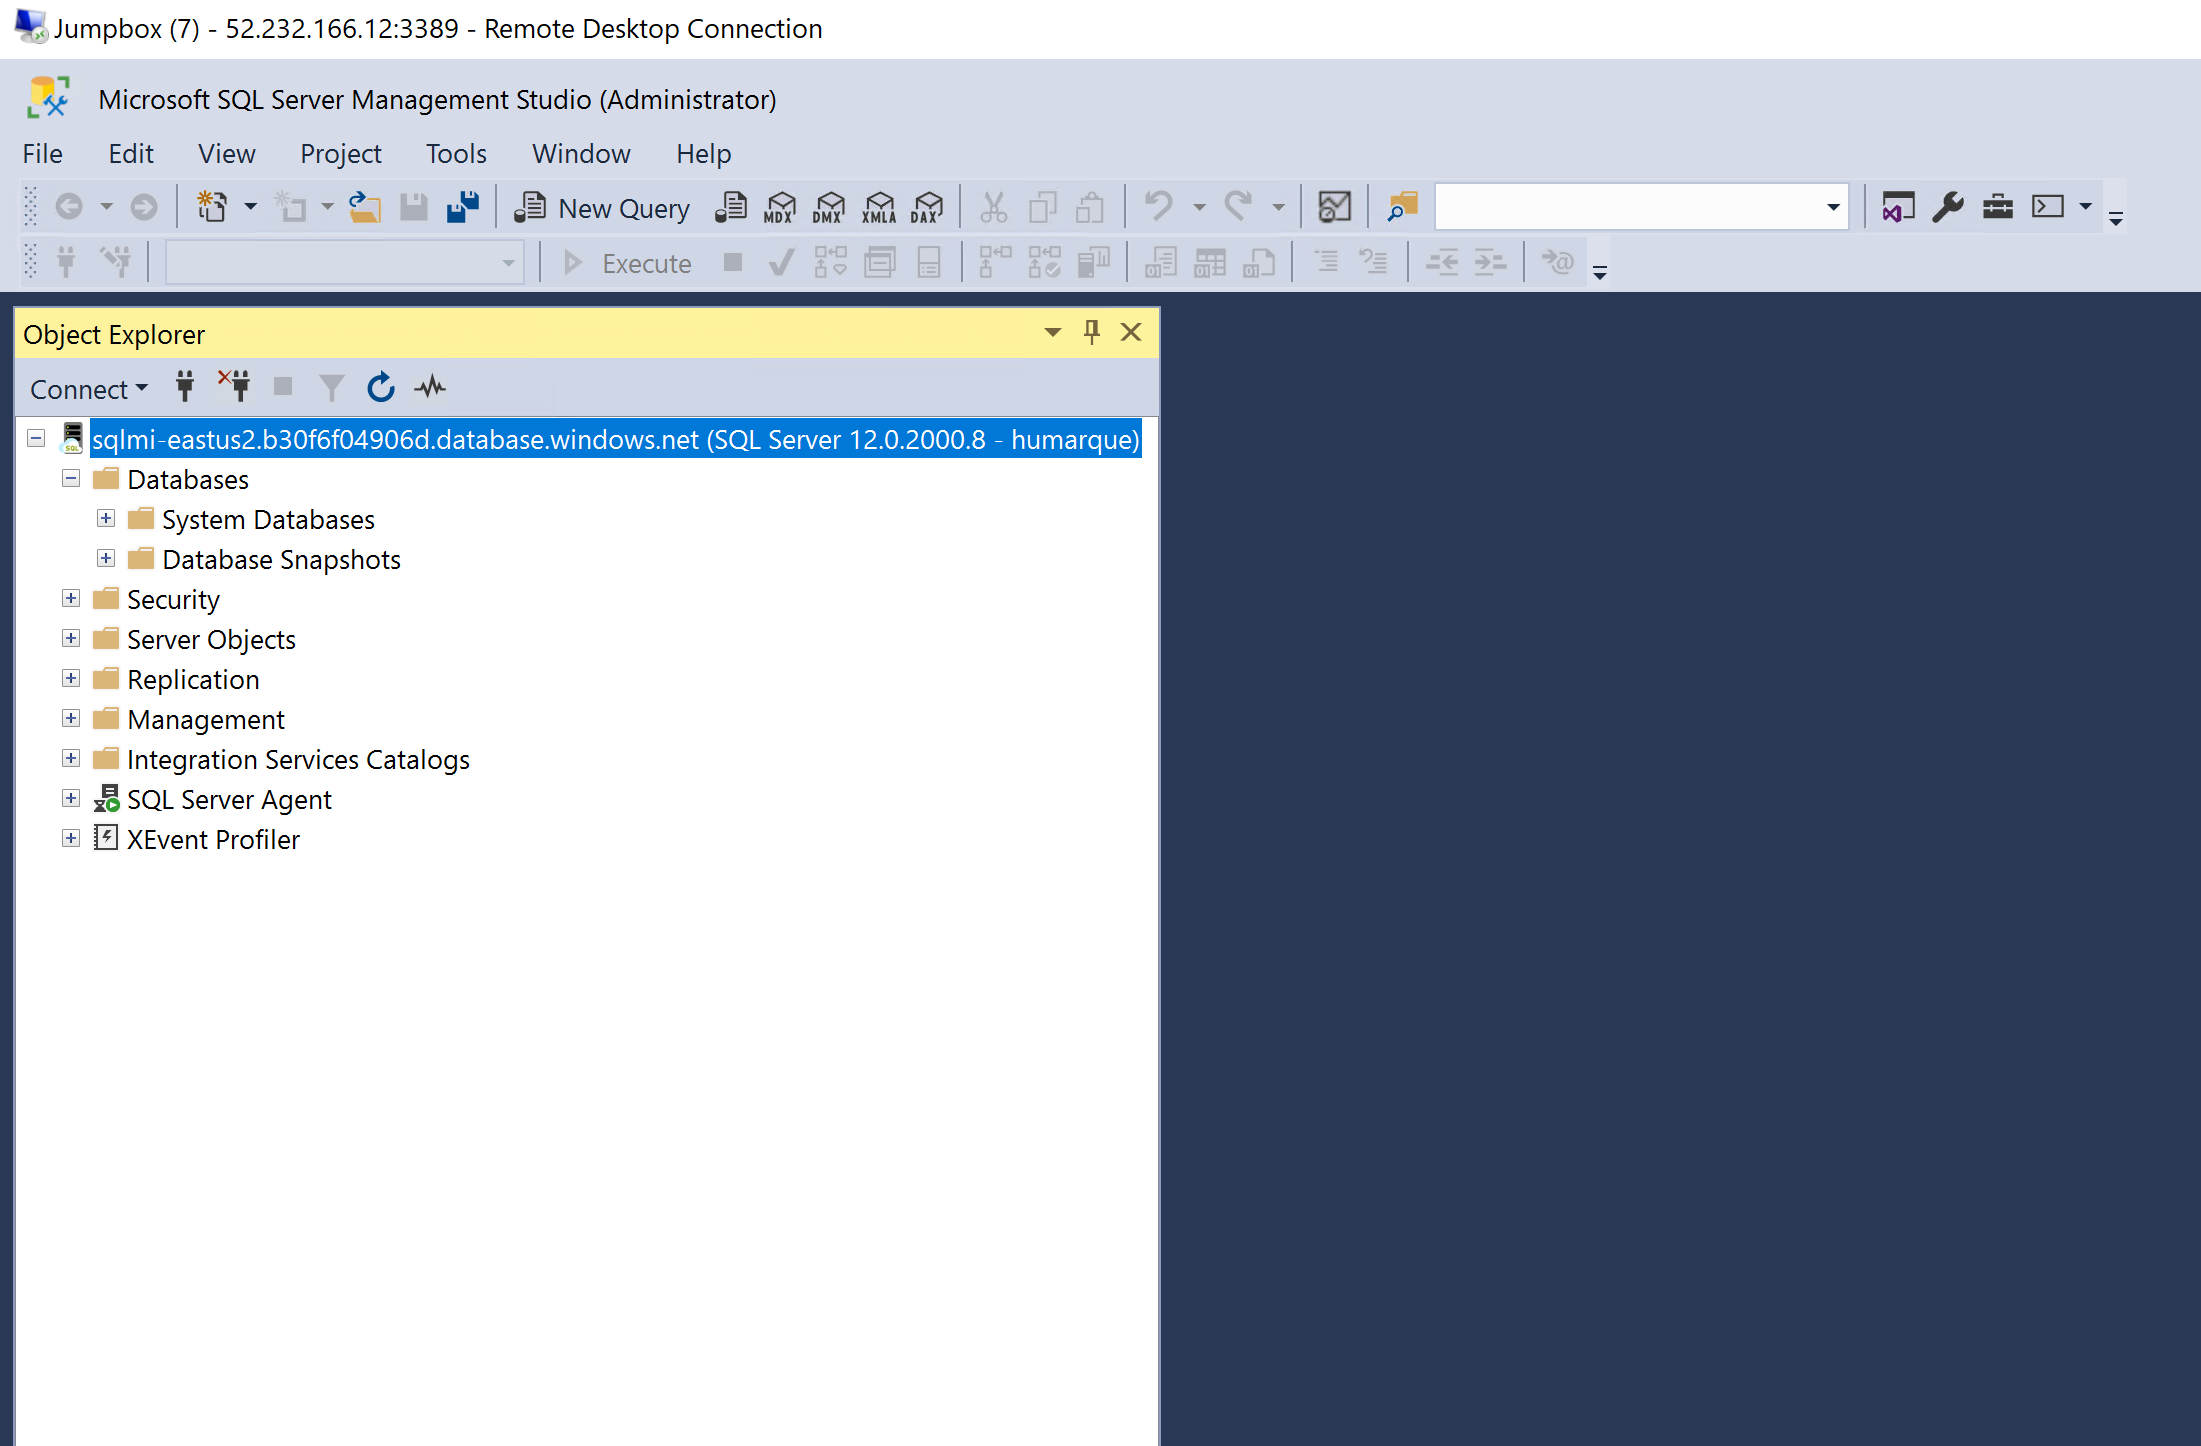 Jumpbox (7) - 52.232.166.12:3389 - Remote Desktop Connection
Microsoft SQL Server Management Studio (Administrator)
File Edit View Project Tools Window Help
New Query MDX DMX XMLA DAX
Execute
Object Explorer
Connect
sqlmi-eastus2.b30f6f04906d.database.windows.net (SQL Server 12.0.2000.8 - humarque)
Databases
System Databases
Database Snapshots
Security
Server Objects
Replication
Management
Integration Services Catalogs
SQL Server Agent
XEvent Profiler